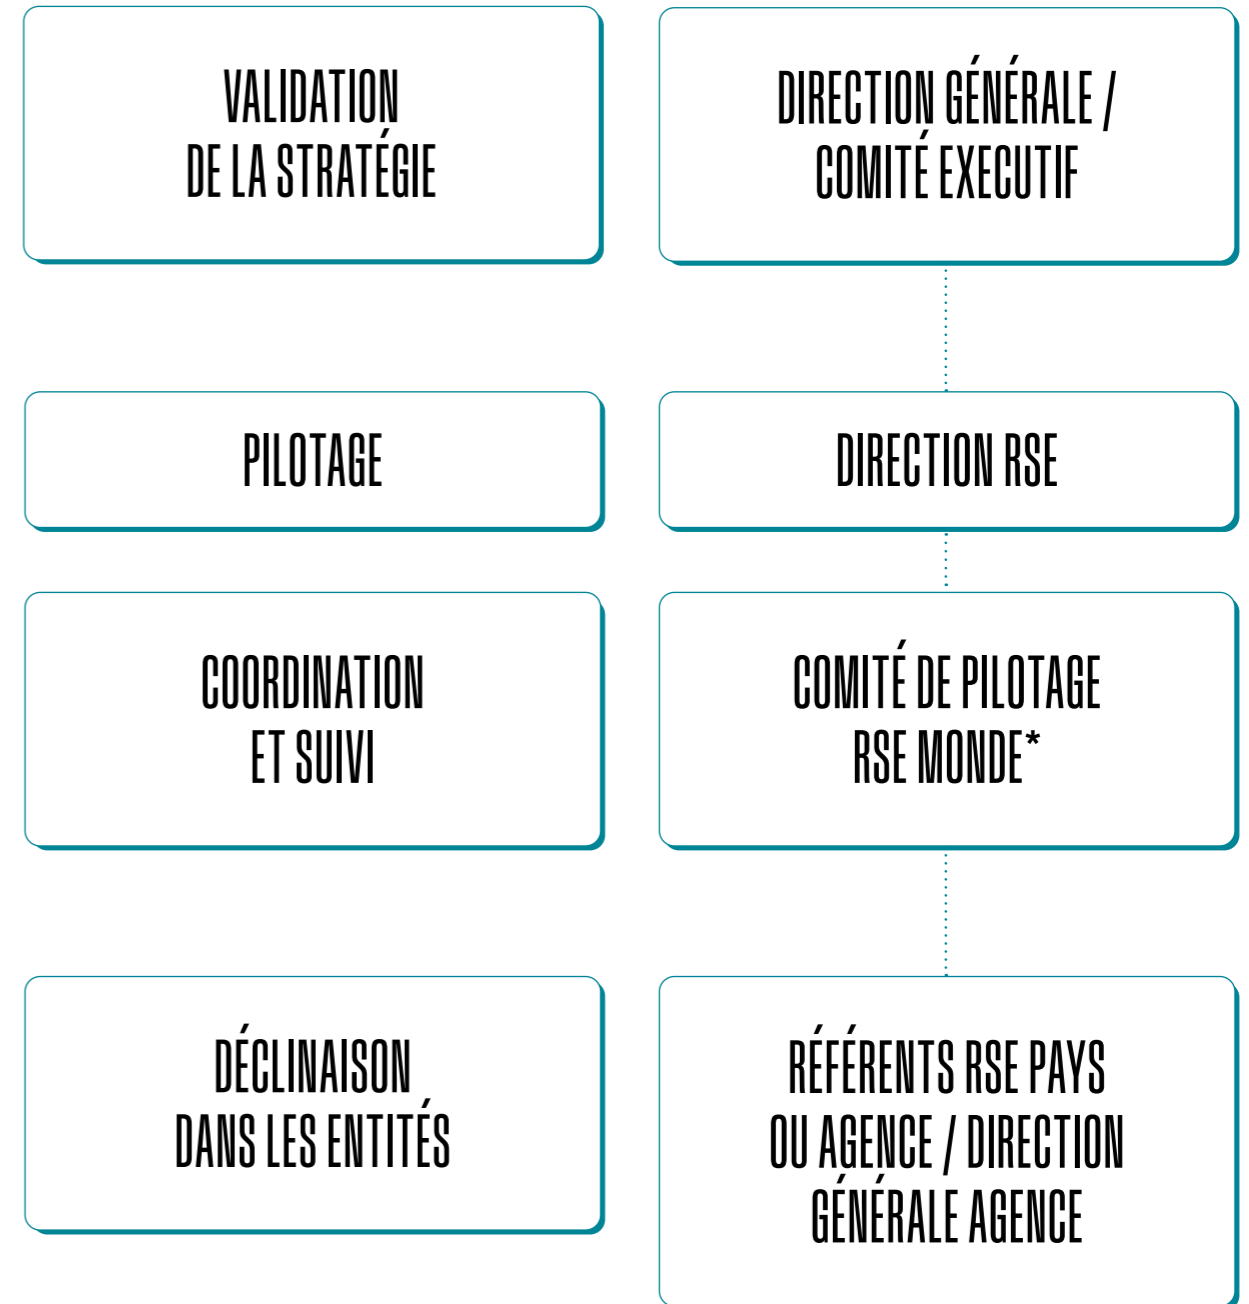 VALIDATION
DE LA STRATÉGIE
DIRECTION GÉNÉRALE /
COMITÉ EXECUTIF
PILOTAGE
DIRECTION RSE
COORDINATION
ET SUIVI
COMITÉ DE PILOTAGE
RSE MONDE*
DÉCLINAISON
DANS LES ENTITÉS
RÉFÉRENTS RSE PAYS
OU AGENCE / DIRECTION
GÉNÉRALE AGENCE